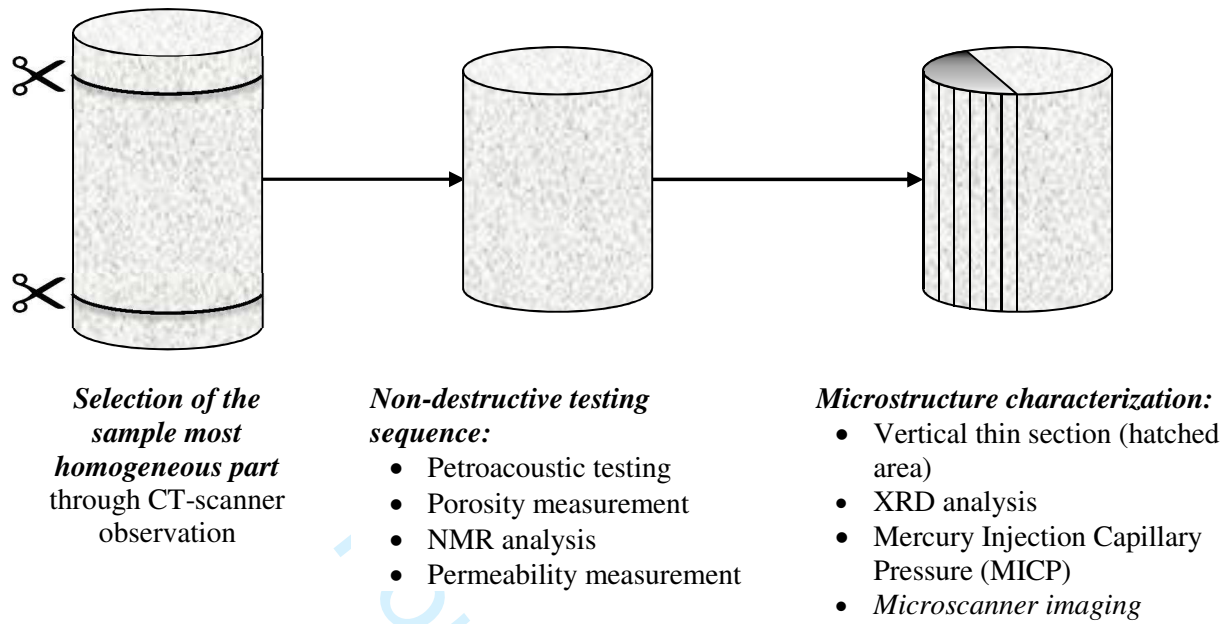 Selection of the
sample most
homogeneous part
through CT-scanner
observation
Non-destructive testing
sequence:
• Petroacoustic testing
• Porosity measurement
• NMR analysis
• Permeability measurement
Microstructure characterization:
• Vertical thin section (hatched
area)
• XRD analysis
• Mercury Injection Capillary
Pressure (MICP)
• Microscanner imaging